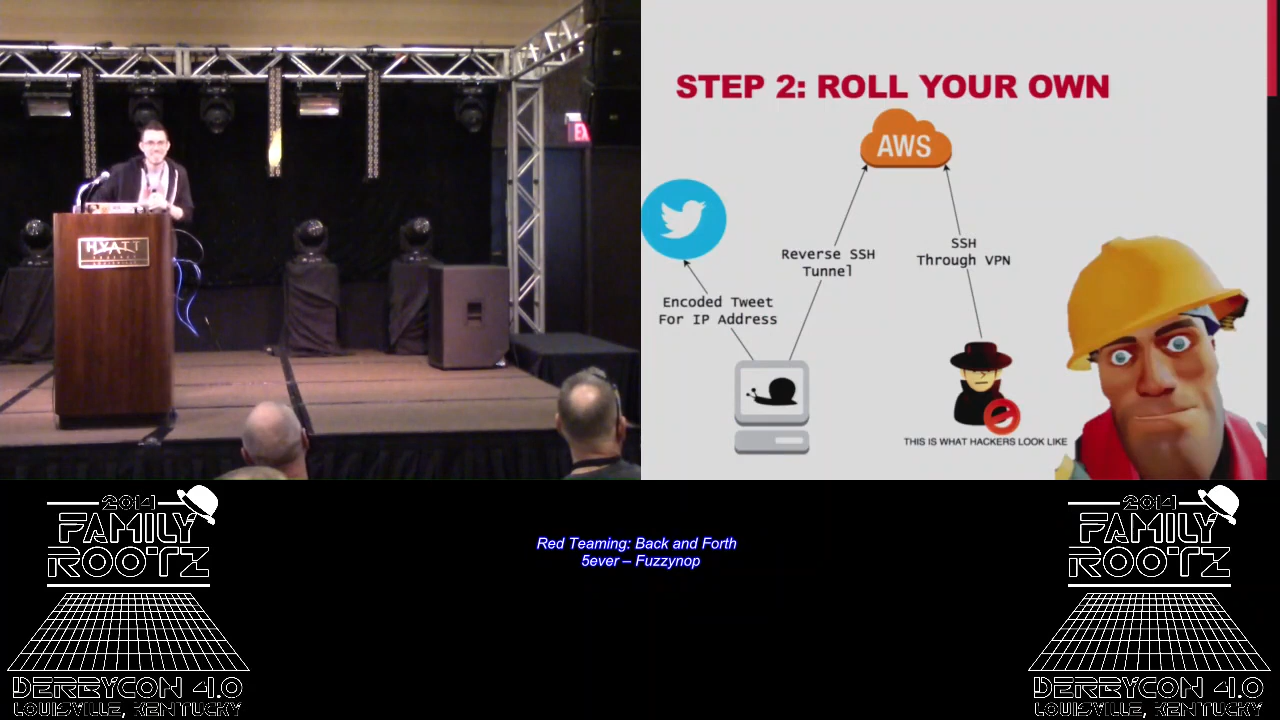 STEP 2: ROLL YOUR OWN
AWS
Reverse SSH
Tunnel
SSH
Through VPN
Encoded Tweet
For IP Address
THIS IS WHAT HACKERS LOOK LIKE
HYATT
EX
2014
FAMILY
ROOTZ
DERBYCON 4.0
LOUISVILLE, KENTUCKY
Red Teaming: Back and Forth
5ever – Fuzzynop
2014
FAMILY
ROOTZ
DERBYCON 4.0
LOUISVILLE, KENTUCKY